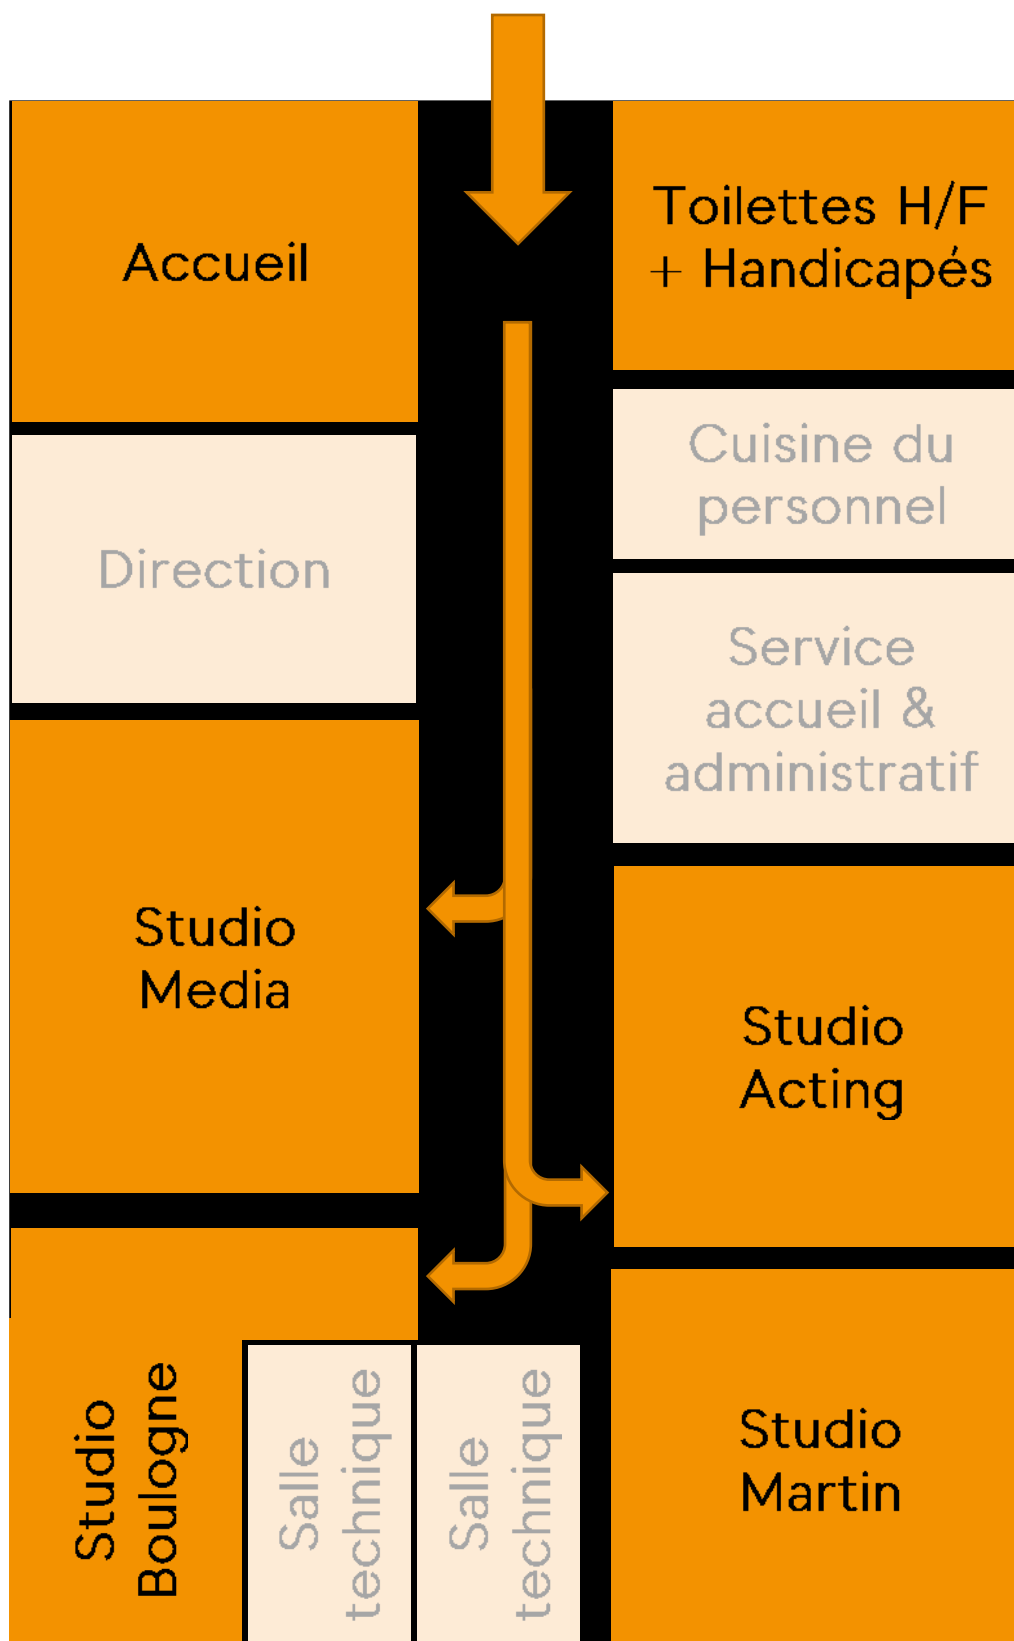 Accueil
Toilettes H/F
+ Handicapés
Direction
Cuisine du
personnel
Service
accueil &
administratif
Studio
Media
Studio
Acting
Studio
Boulogne
Salle
technique
Salle
technique
Studio
Martin